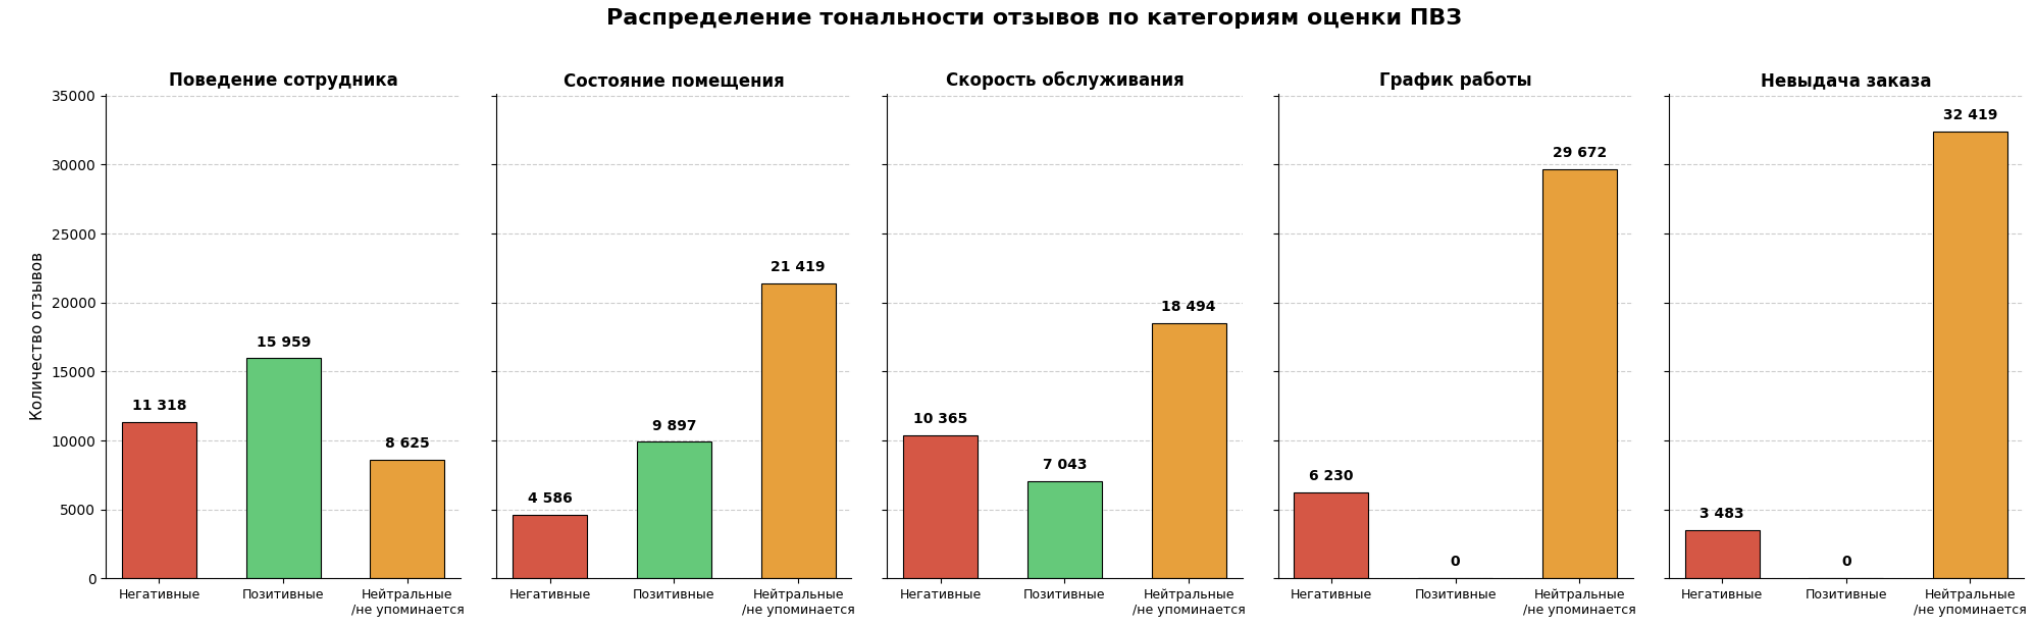 Распределение тональности отзывов по категориям оценки ПВЗ
Поведение сотрудника
Состояние помещения
Скорость обслуживания
График работы
Невыдача заказа
Количество отзывов
35000
30000
25000
20000
15000
10000
5000
0
11 318
15 959
8 625
Негативные
Позитивные
Нейтральные
/не упоминается
4 586
9 897
21 419
Негативные
Позитивные
Нейтральные
/не упоминается
10 365
7 043
18 494
Негативные
Позитивные
Нейтральные
/не упоминается
6 230
0
29 672
Негативные
Позитивные
Нейтральные
/не упоминается
3 483
0
32 419
Негативные
Позитивные
Нейтральные
/не упоминается